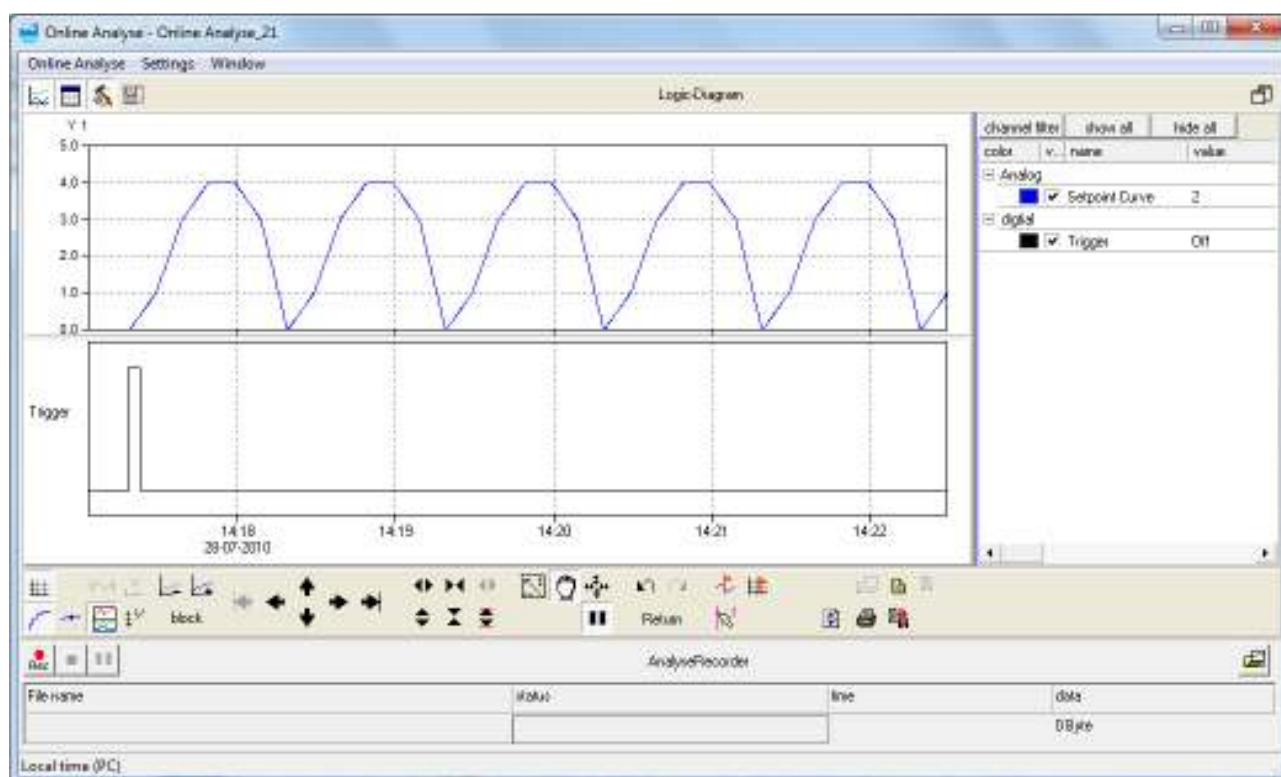 Online Analyse - Online Analyse_21
Online Analyse Settings Window
Logic-Diagram
Y t
5.0
4.0
3.0
2.0
1.0
0.0
Trigger
14:18
28-07-2010
14:19
14:20
14:21
14:22
channel filter show all hide all
color v... name value
Analog
Setpoint Curve 2
digital
Trigger Off
block
Return
Rec
AnalyseRecorder
File name status time data
0 Byte
Local time (PC)